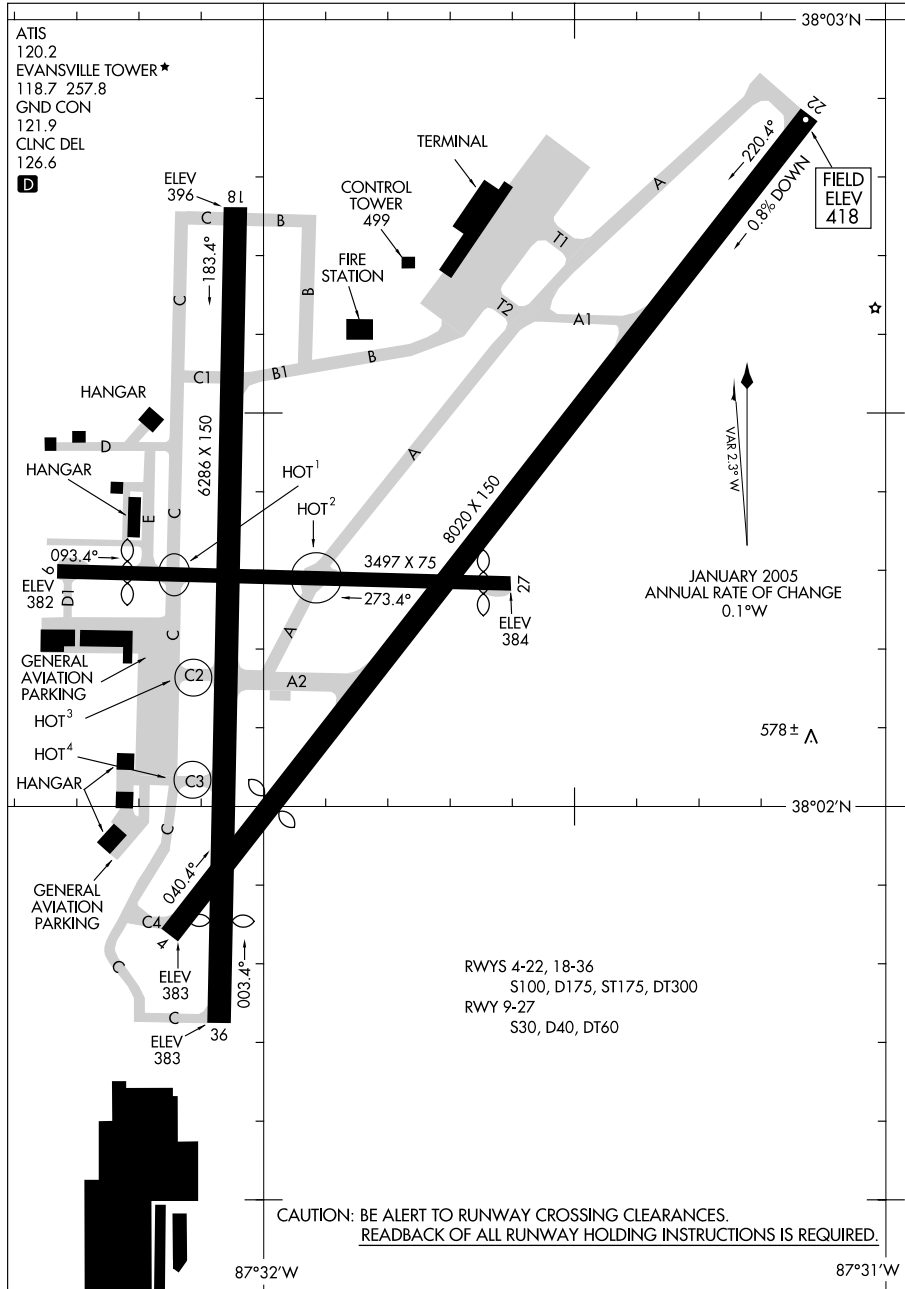 38°03'N
ATIS
120.2
EVANSVILLE TOWER★
118.7 257.8
GND CON
121.9
CLNC DEL
126.6
D
22
220.4°
0.8% DOWN
FIELD
ELEV
418
TERMINAL
A
CONTROL
TOWER
499
ELEV
396
18
C
B
183.4°
FIRE
STATION
T1
T2
A1
C
B
B
C1
B1
HANGAR
D
HANGAR
6286 X 150
A
VAR 2.3° W
HOT1
HOT2
8020 X 150
E
C
093.4°
3497 X 75
9
ELEV
382
D1
273.4°
27
ELEV
384
JANUARY 2005
ANNUAL RATE OF CHANGE
0.1°W
C
A
GENERAL
AVIATION
PARKING
C2
A2
HOT3
578 ±
HOT4
HANGAR
C3
38°02'N
C
040.4°
GENERAL
AVIATION
PARKING
C4
4
ELEV
383
003.4°
C
C
36
ELEV
383
RWYS 4-22, 18-36
S100, D175, ST175, DT300
RWY 9-27
S30, D40, DT60
CAUTION: BE ALERT TO RUNWAY CROSSING CLEARANCES.
READBACK OF ALL RUNWAY HOLDING INSTRUCTIONS IS REQUIRED.
87°32'W
87°31'W